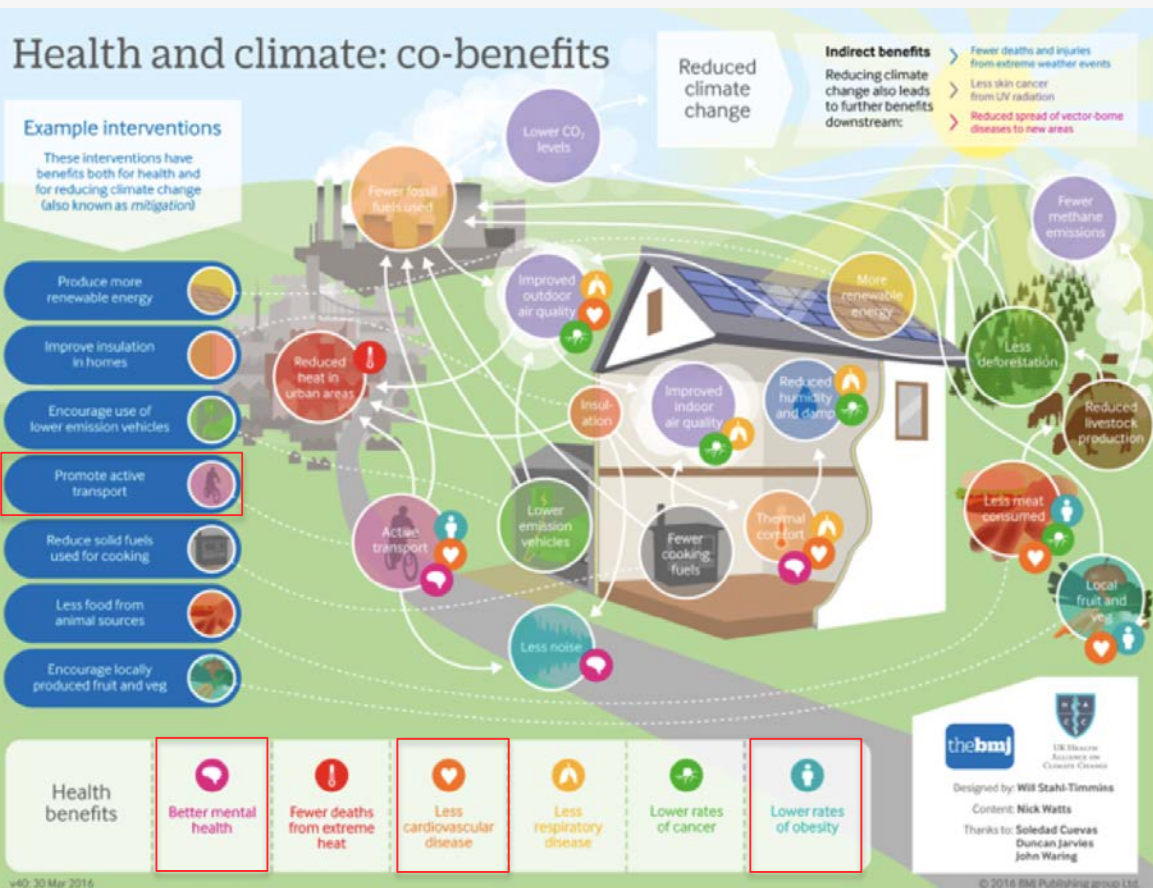 Health and climate: co-benefits
Reduced
climate
change
Indirect benefits
Reducing climate
change also leads
to further benefits
downstream:
Fewer deaths and injuries
from extreme weather events
Less skin cancer
from UV radiation
Reduced spread of vector-borne
diseases to new areas
Example interventions
These interventions have
benefits both for health and
for reducing climate change
(also known as mitigation)
Produce more
renewable energy
Improve insulation
in homes
Encourage use of
lower emission vehicles
Promote active
transport
Reduce solid fuels
used for cooking
Less food from
animal sources
Encourage locally
produced fruit and veg
Lower CO₂
levels
Fewer fossil
fuels used
Fewer
methane
emissions
Improved
outdoor
air quality
More
renewable
energy
Less
deforestation
Reduced
heat in
urban areas
Insul-
ation
Improved
indoor
air quality
Reduced
humidity
and damp
Reduced
livestock
production
Active
transport
Lower
emission
vehicles
Fewer
cooking
fuels
Thermal
comfort
Less meat
consumed
Local
fruit and
veg
Less noise
Health
benefits
Better mental
health
Fewer deaths
from extreme
heat
Less
cardiovascular
disease
Less
respiratory
disease
Lower rates
of cancer
Lower rates
of obesity
thebmj
H A
C C
UK Health
Alliance on
Climate Change
Designed by: Will Stahl-Timmins
Content: Nick Watts
Thanks to: Soledad Cuevas
Duncan Jarvies
John Waring
v40: 30 Mar 2016
© 2016 BMJ Publishing group Ltd.